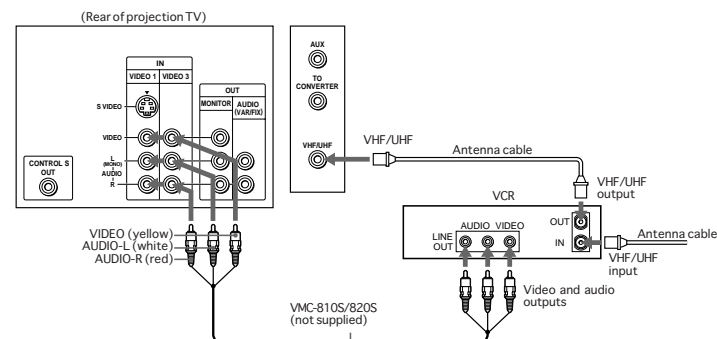 (Rear of projection TV)
AUX
TO
CONVERTER
VHF/UHF
IN
VIDEO 1 VIDEO 3
OUT
MONITOR
AUDIO
(VAR/FIX)
S VIDEO
VIDEO
L
(MONO)
AUDIO
R
CONTROL S
OUT
VHF/UHF
Antenna cable
VHF/UHF
output
VCR
AUDIO VIDEO
LINE
OUT
OUT
IN
Antenna cable
VHF/UHF
input
VIDEO (yellow)
AUDIO-L (white)
AUDIO-R (red)
Video and audio
outputs
VMC-810S/820S
(not supplied)